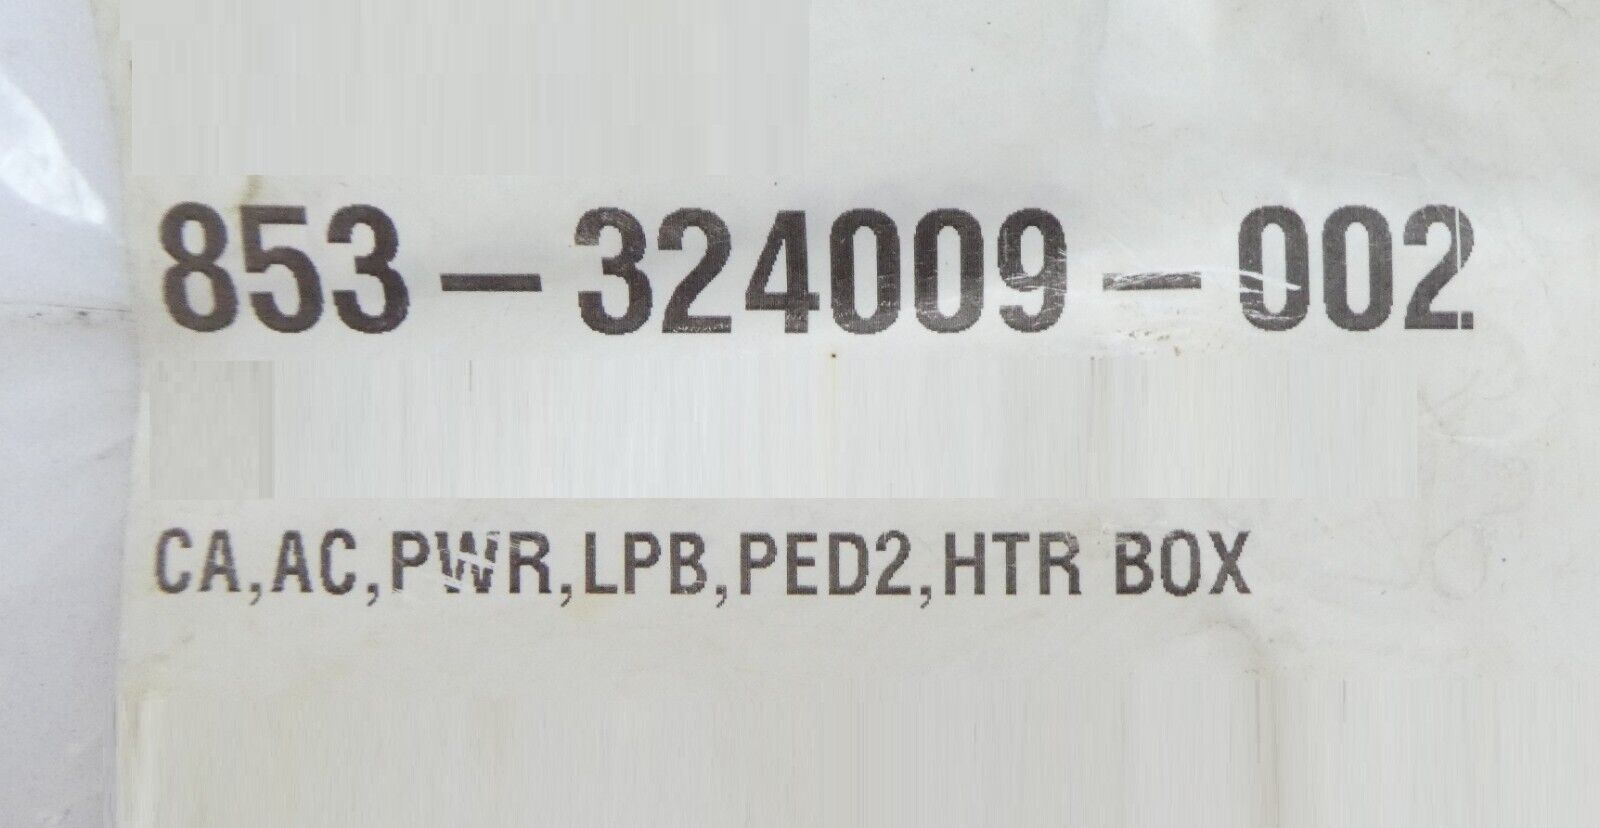 853-324009-002
CA,AC,PWR,LPB,PED2,HTR BOX